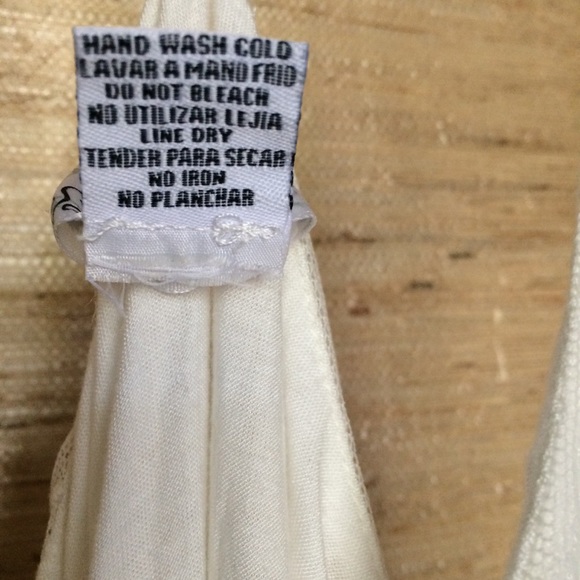 HAND WASH COLD
LAVAR A MANO FRIO
DO NOT BLEACH
NO UTILIZAR LEJIA
LINE DRY
TENDER PARA SECAR
NO IRON
NO PLANCHAR